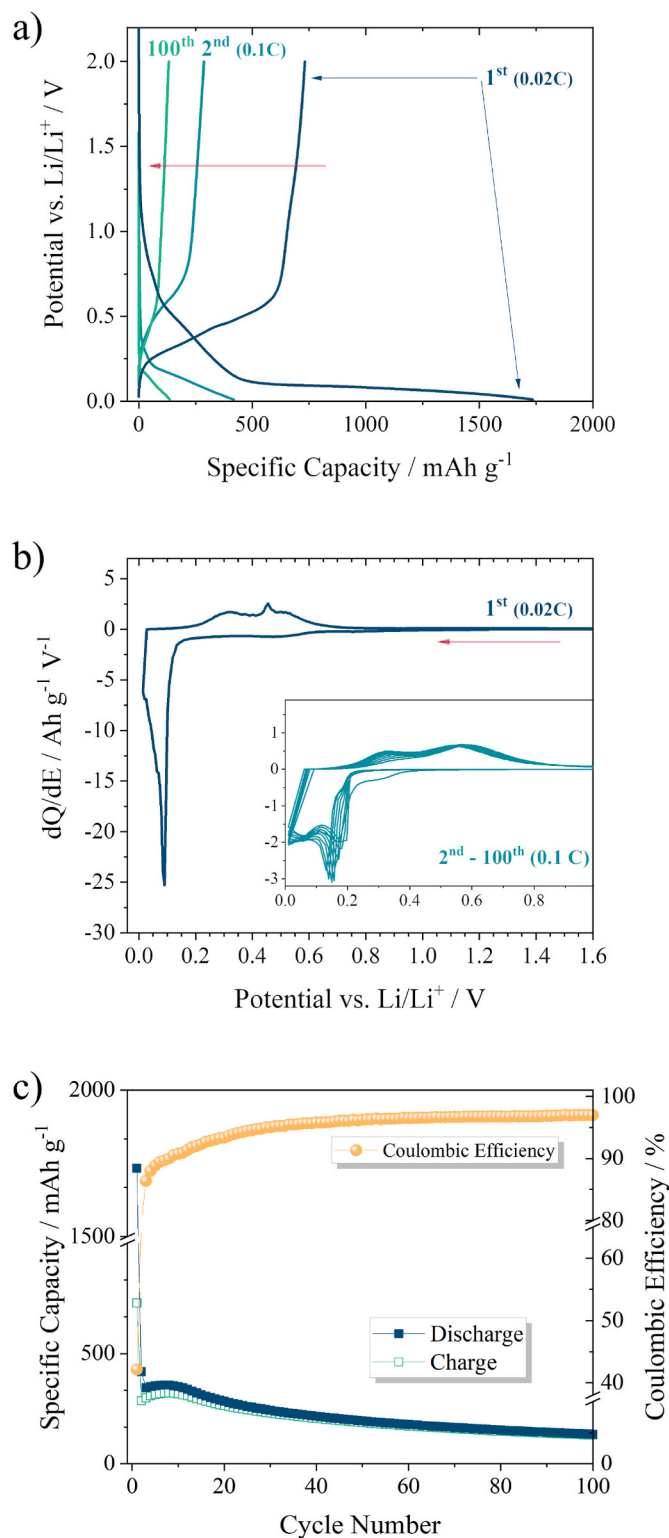 a)
100th 2nd (0.1C)
1st (0.02C)
2.0
1.5
1.0
0.5
0.0
Potential vs. Li/Li+ / V
0 500 1000 1500 2000
Specific Capacity / mAh g-1
b)
5
0
-5
-10
-15
-20
-25
-30
dQ/dE / Ah g-1 V-1
1st (0.02C)
1
0
-1
-2
-3
2nd - 100th (0.1 C)
0.0 0.2 0.4 0.6 0.8
0.0 0.2 0.4 0.6 0.8 1.0 1.2 1.4 1.6
Potential vs. Li/Li+ / V
c)
2000
1500
500
0
Specific Capacity / mAh g-1
Coulombic Efficiency
Discharge
Charge
100
90
80
60
50
40
0
Coulombic Efficiency / %
0 20 40 60 80 100
Cycle Number